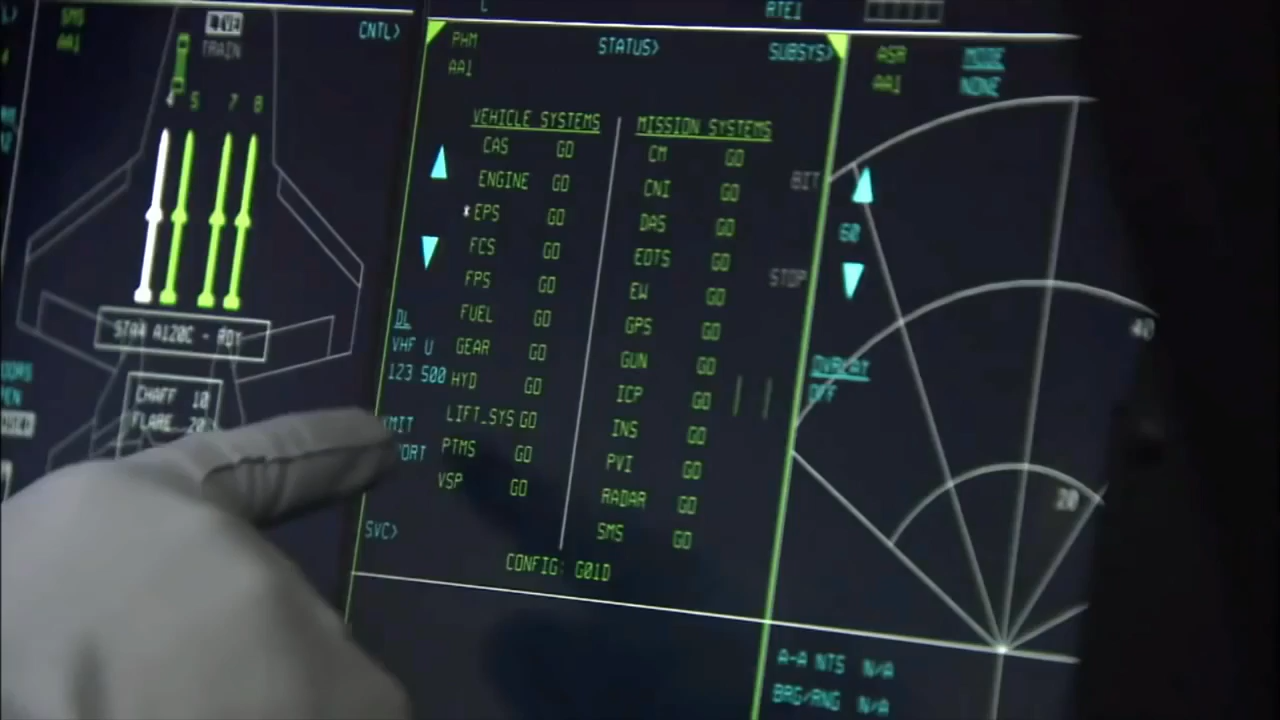 SMS
AA1
LIVE
TRAIN
CNTL>
4 5 7 8
STA4 A120C - RDY
CHAFF 10
FLARE 20
PHM
AA1
STATUS>
SUBSYS>
VEHICLE SYSTEMS
CAS GO
ENGINE GO
*EPS GO
FCS GO
FPS GO
FUEL GO
GEAR GO
HYD GO
LIFT_SYS GO
PTMS GO
VSP GO
MISSION SYSTEMS
CM GO
CNI GO
DAS GO
EOTS GO
EW GO
GPS GO
GUN GO
ICP GO
INS GO
PVI GO
RADAR GO
SMS GO
CONFIG: G01D
DL
VHF U
123 500
SVC>
BIT
STOP
ASR
AA1
MODE
NONE
60
OVERLAY
OFF
40
20
A-A NTS N/A
BRG/RNG N/A